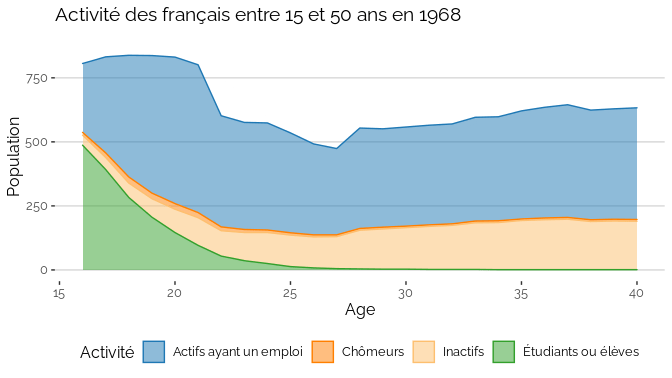 Activité des français entre 15 et 50 ans en 1968
Population
750
500
250
0
15 20 25 30 35 40
Age
Activité Actifs ayant un emploi Chômeurs Inactifs Étudiants ou élèves